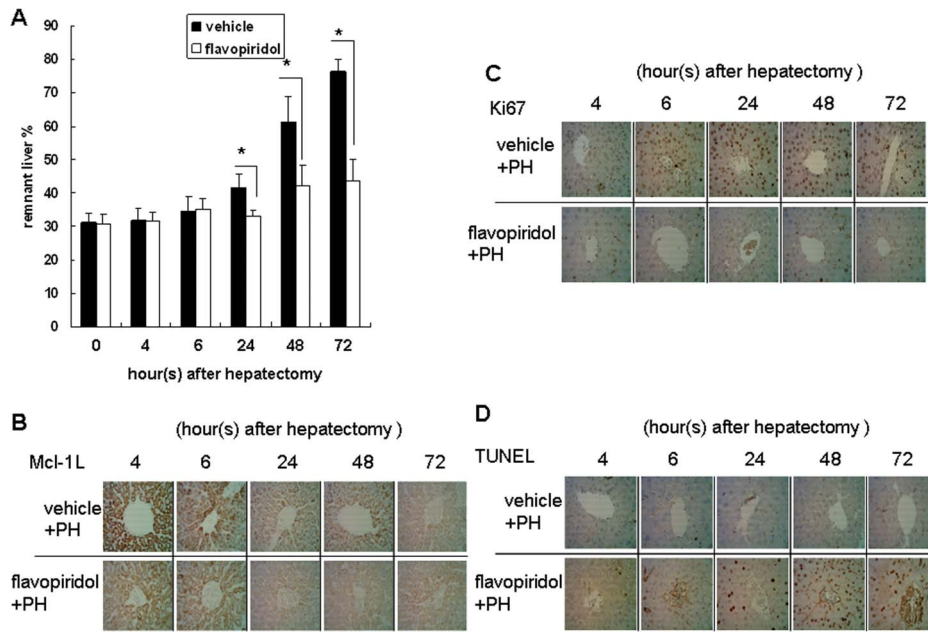 A
remnant liver %
90
80
70
60
50
40
30
20
10
0
vehicle
flavopiridol
*
*
*
0 4 6 24 48 72
hour(s) after hepatectomy
B
(hour(s) after hepatectomy )
Mcl-1L 4 6 24 48 72
vehicle
+PH
flavopiridol
+PH
C
(hour(s) after hepatectomy )
Ki67 4 6 24 48 72
vehicle
+PH
flavopiridol
+PH
D
(hour(s) after hepatectomy )
TUNEL 4 6 24 48 72
vehicle
+PH
flavopiridol
+PH